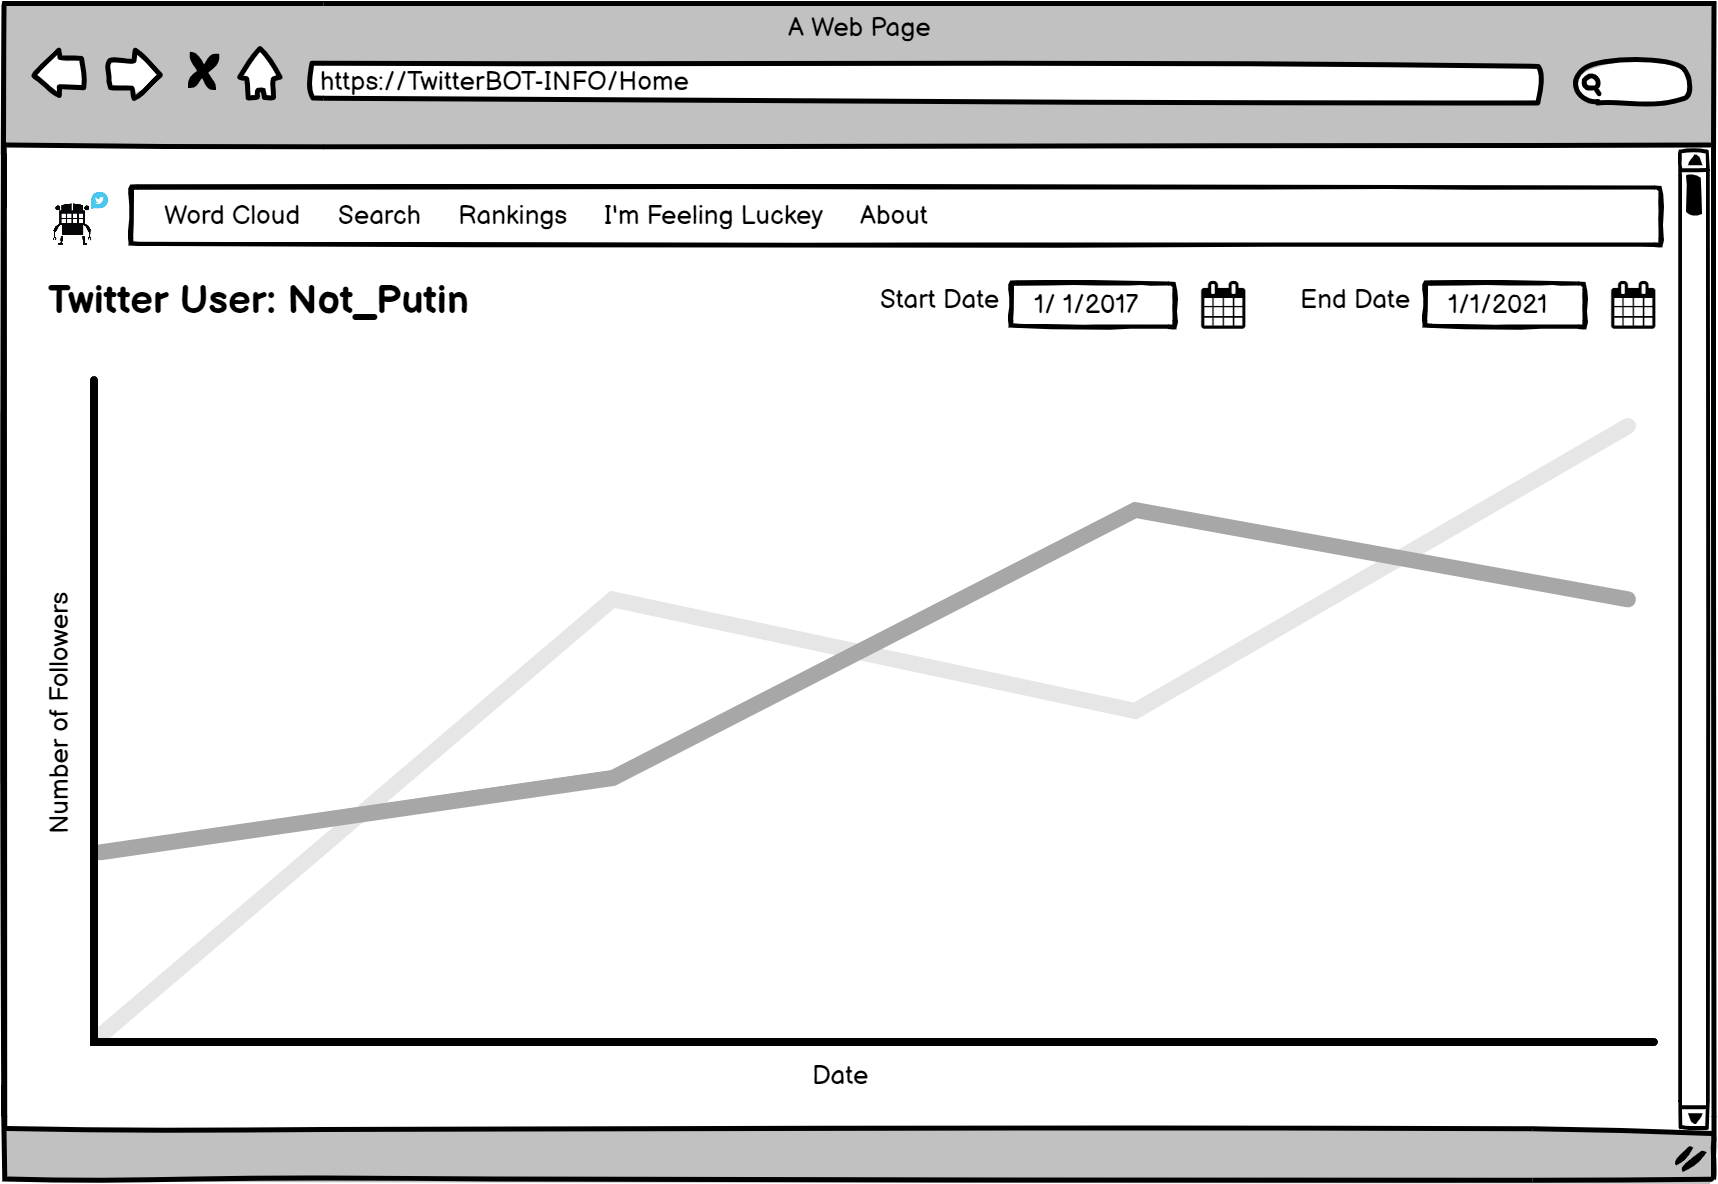 A Web Page
https://TwitterBOT-INFO/Home
Word Cloud Search Rankings I'm Feeling Luckey About
Twitter User: Not_Putin Start Date 1/ 1/2017 End Date 1/1/2021
Number of Followers
Date